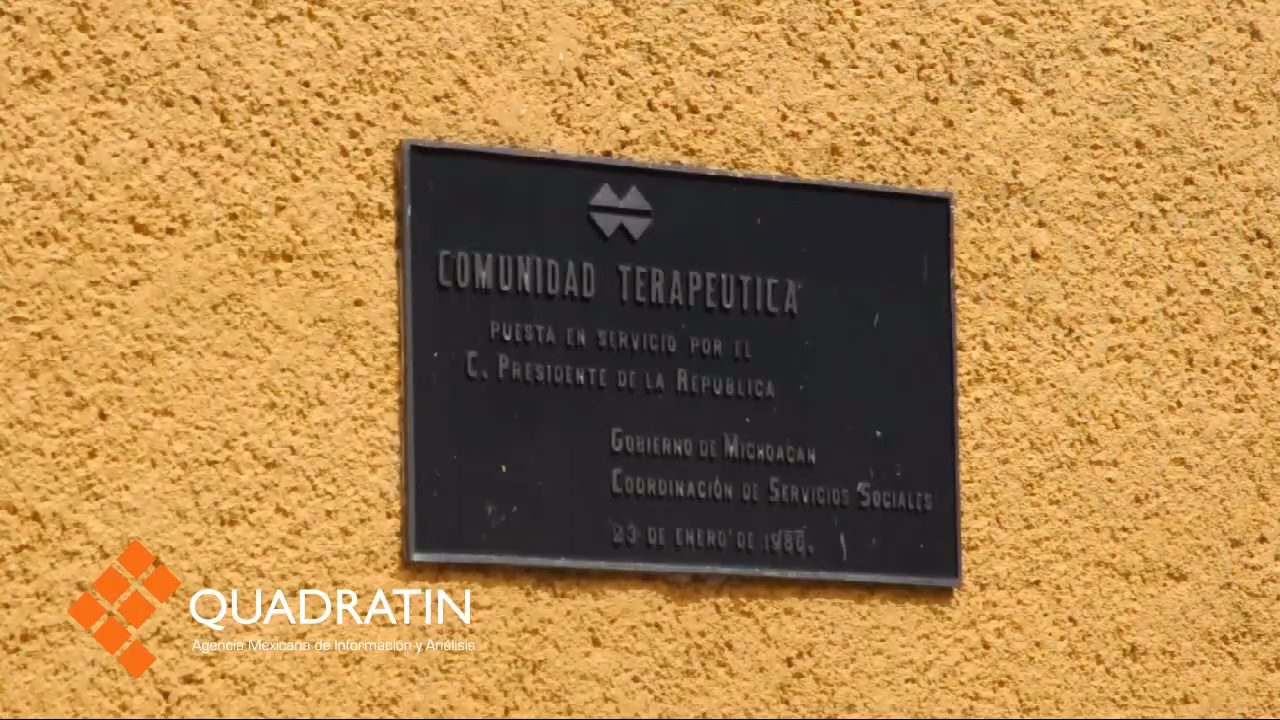 COMUNIDAD TERAPEUTICA
PUESTA EN SERVICIO POR EL
C. PRESIDENTE DE LA REPUBLICA
GOBIERNO DE MICHOACAN
COORDINACIÓN DE SERVICIOS SOCIALES
23 DE ENERO DE 1980.
QUADRATIN
Agencia Mexicana de Información y Análisis